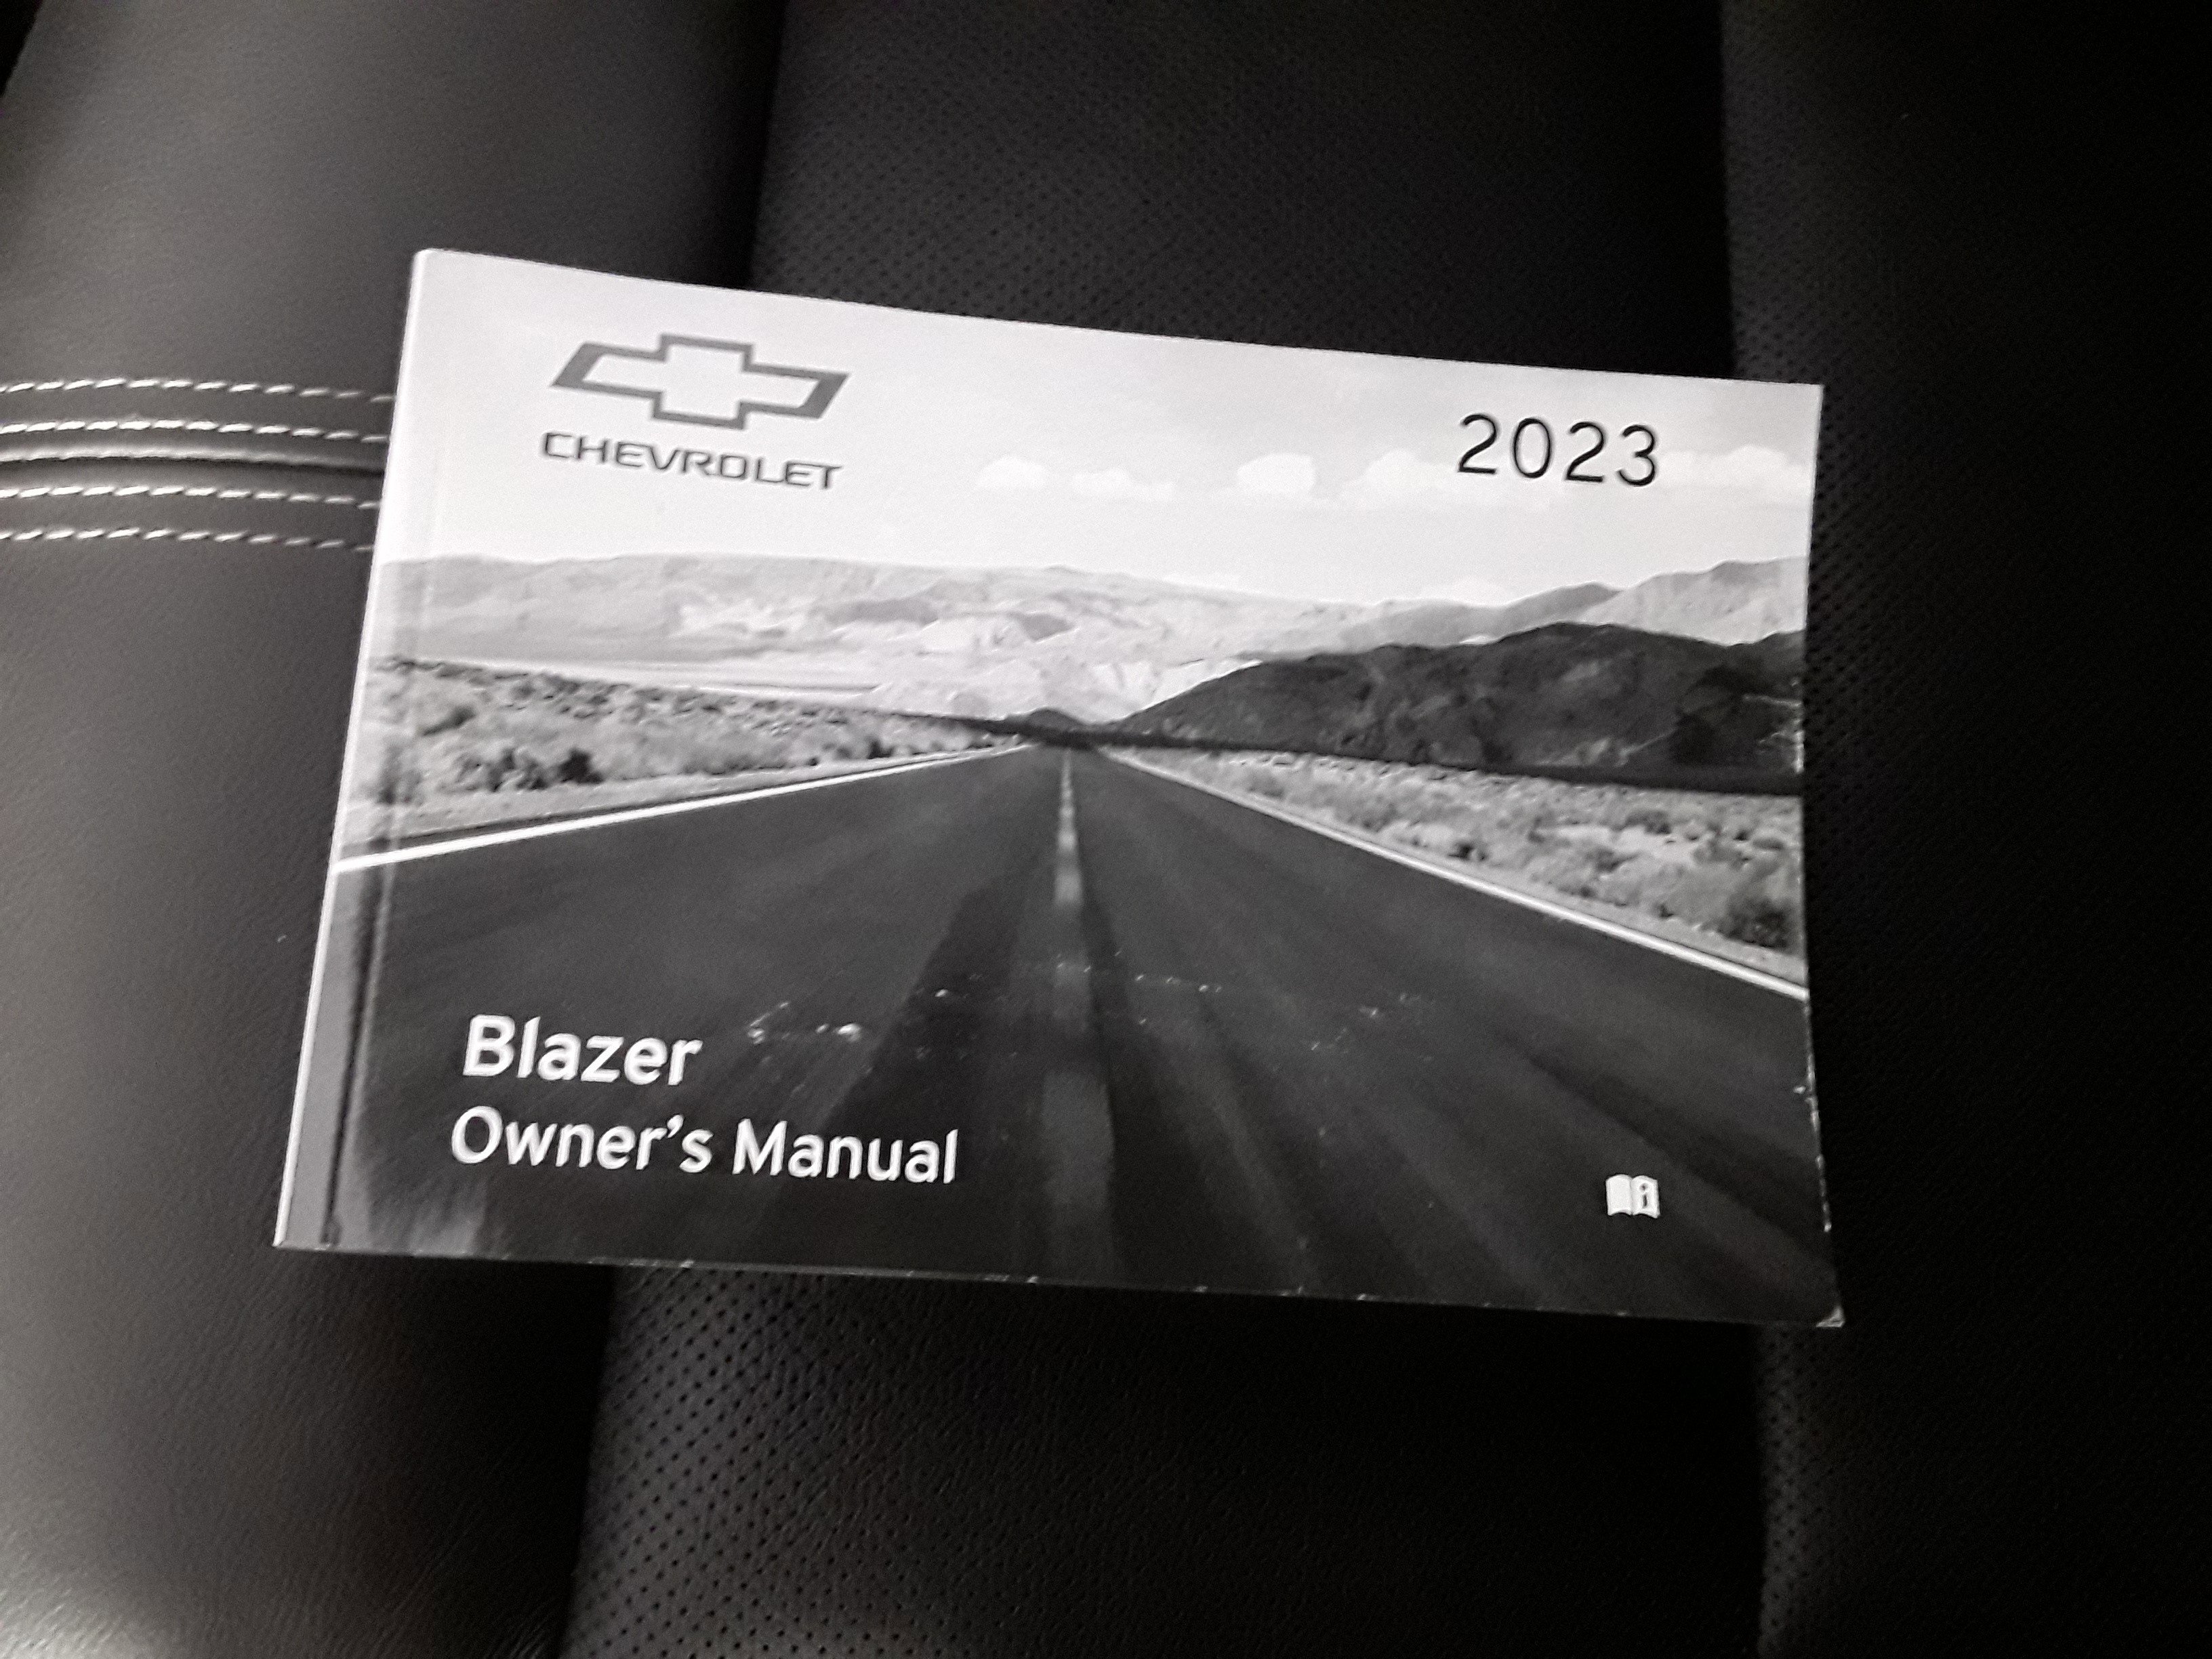 CHEVROLET
2023
Blazer
Owner's Manual
i